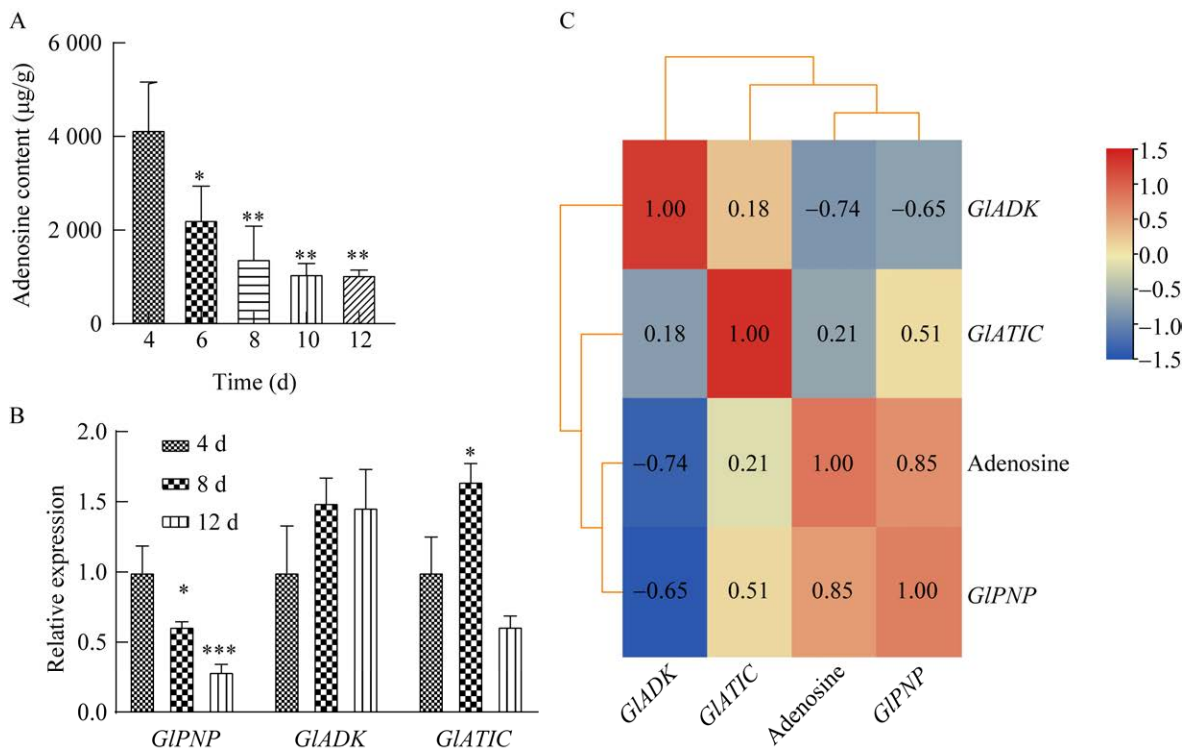 A
Adenosine content (μg/g)
6 000
4 000
2 000
0
*
**
**
**
4 6 8 10 12
Time (d)
B
Relative expression
2.0
1.5
1.0
0.5
0.0
4 d
8 d
12 d
*
***
*
GlPNP GlADK GlATIC
C
1.00 0.18 −0.74 −0.65 GlADK
0.18 1.00 0.21 0.51 GlATIC
−0.74 0.21 1.00 0.85 Adenosine
−0.65 0.51 0.85 1.00 GlPNP
GlADK GlATIC Adenosine GlPNP
1.5
1.0
0.5
0.0
−0.5
−1.0
−1.5